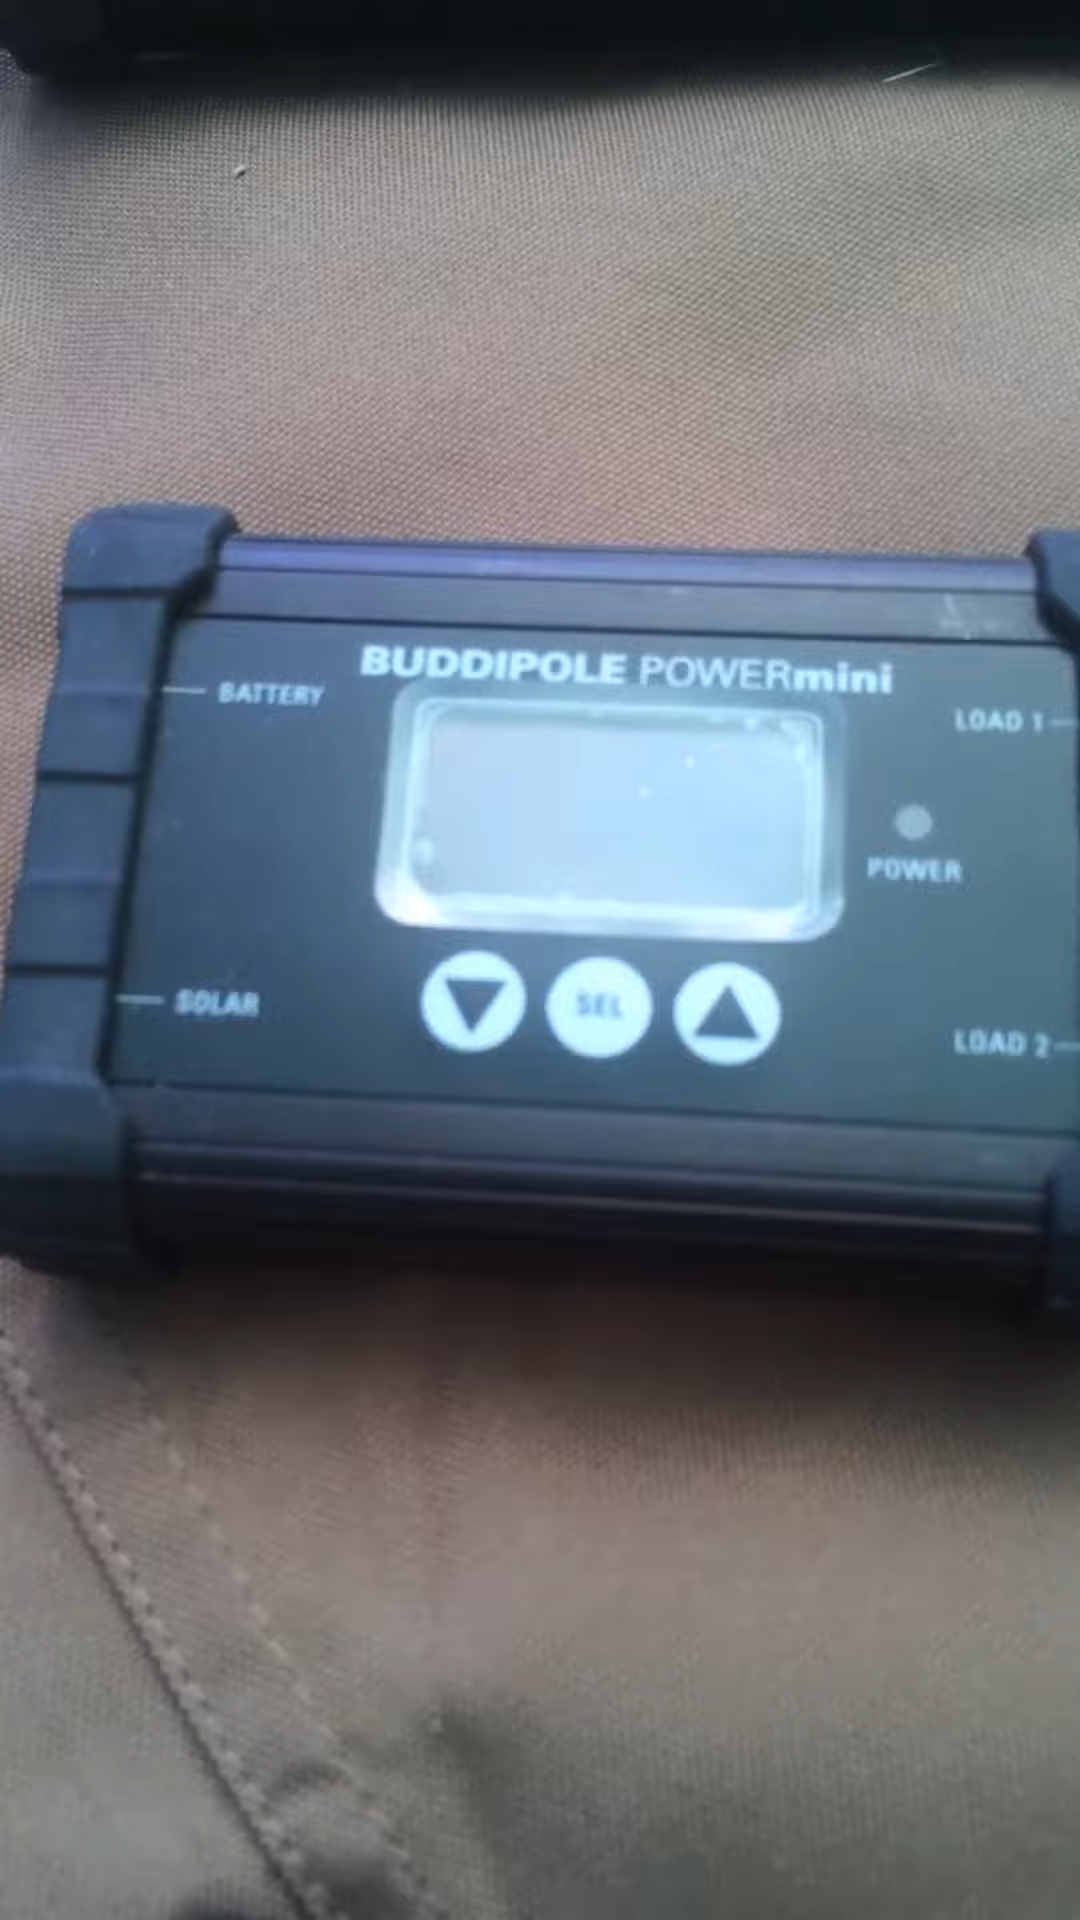 BUDDIPOLE POWERmini
BATTERY
LOAD 1
POWER
SOLAR
SEL
LOAD 2